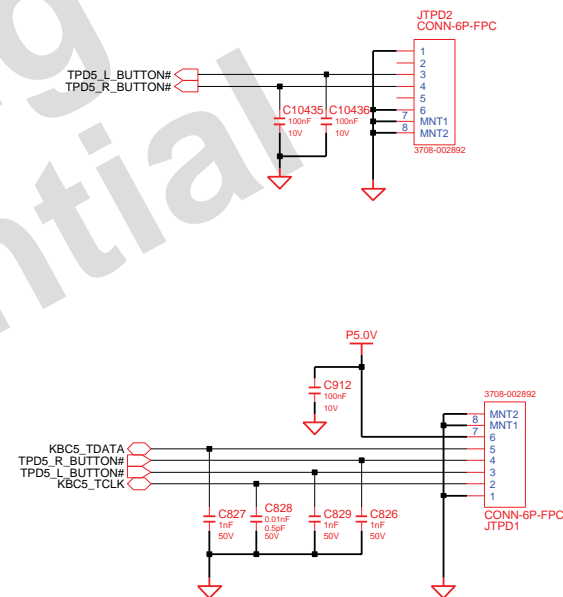 JTPD2
CONN-6P-FPC
1
2
TPD5_L_BUTTON#
3
TPD5_R_BUTTON#
4
5
C10435
C10436
6
100nF
100nF
7
MNT1
10V
10V
8
MNT2
3708-002892
ential
P5.0V
C912
100nF
10V
3708-002892
8
MNT2
7
MNT1
6
KBC5_TDATA
5
TPD5_R_BUTTON#
4
TPD5_L_BUTTON#
3
KBC5_TCLK
2
1
C827
1nF
50V
C828
0.01nF
0.5pF
50V
C829
1nF
50V
C826
1nF
50V
CONN-6P-FPC
JTPD1